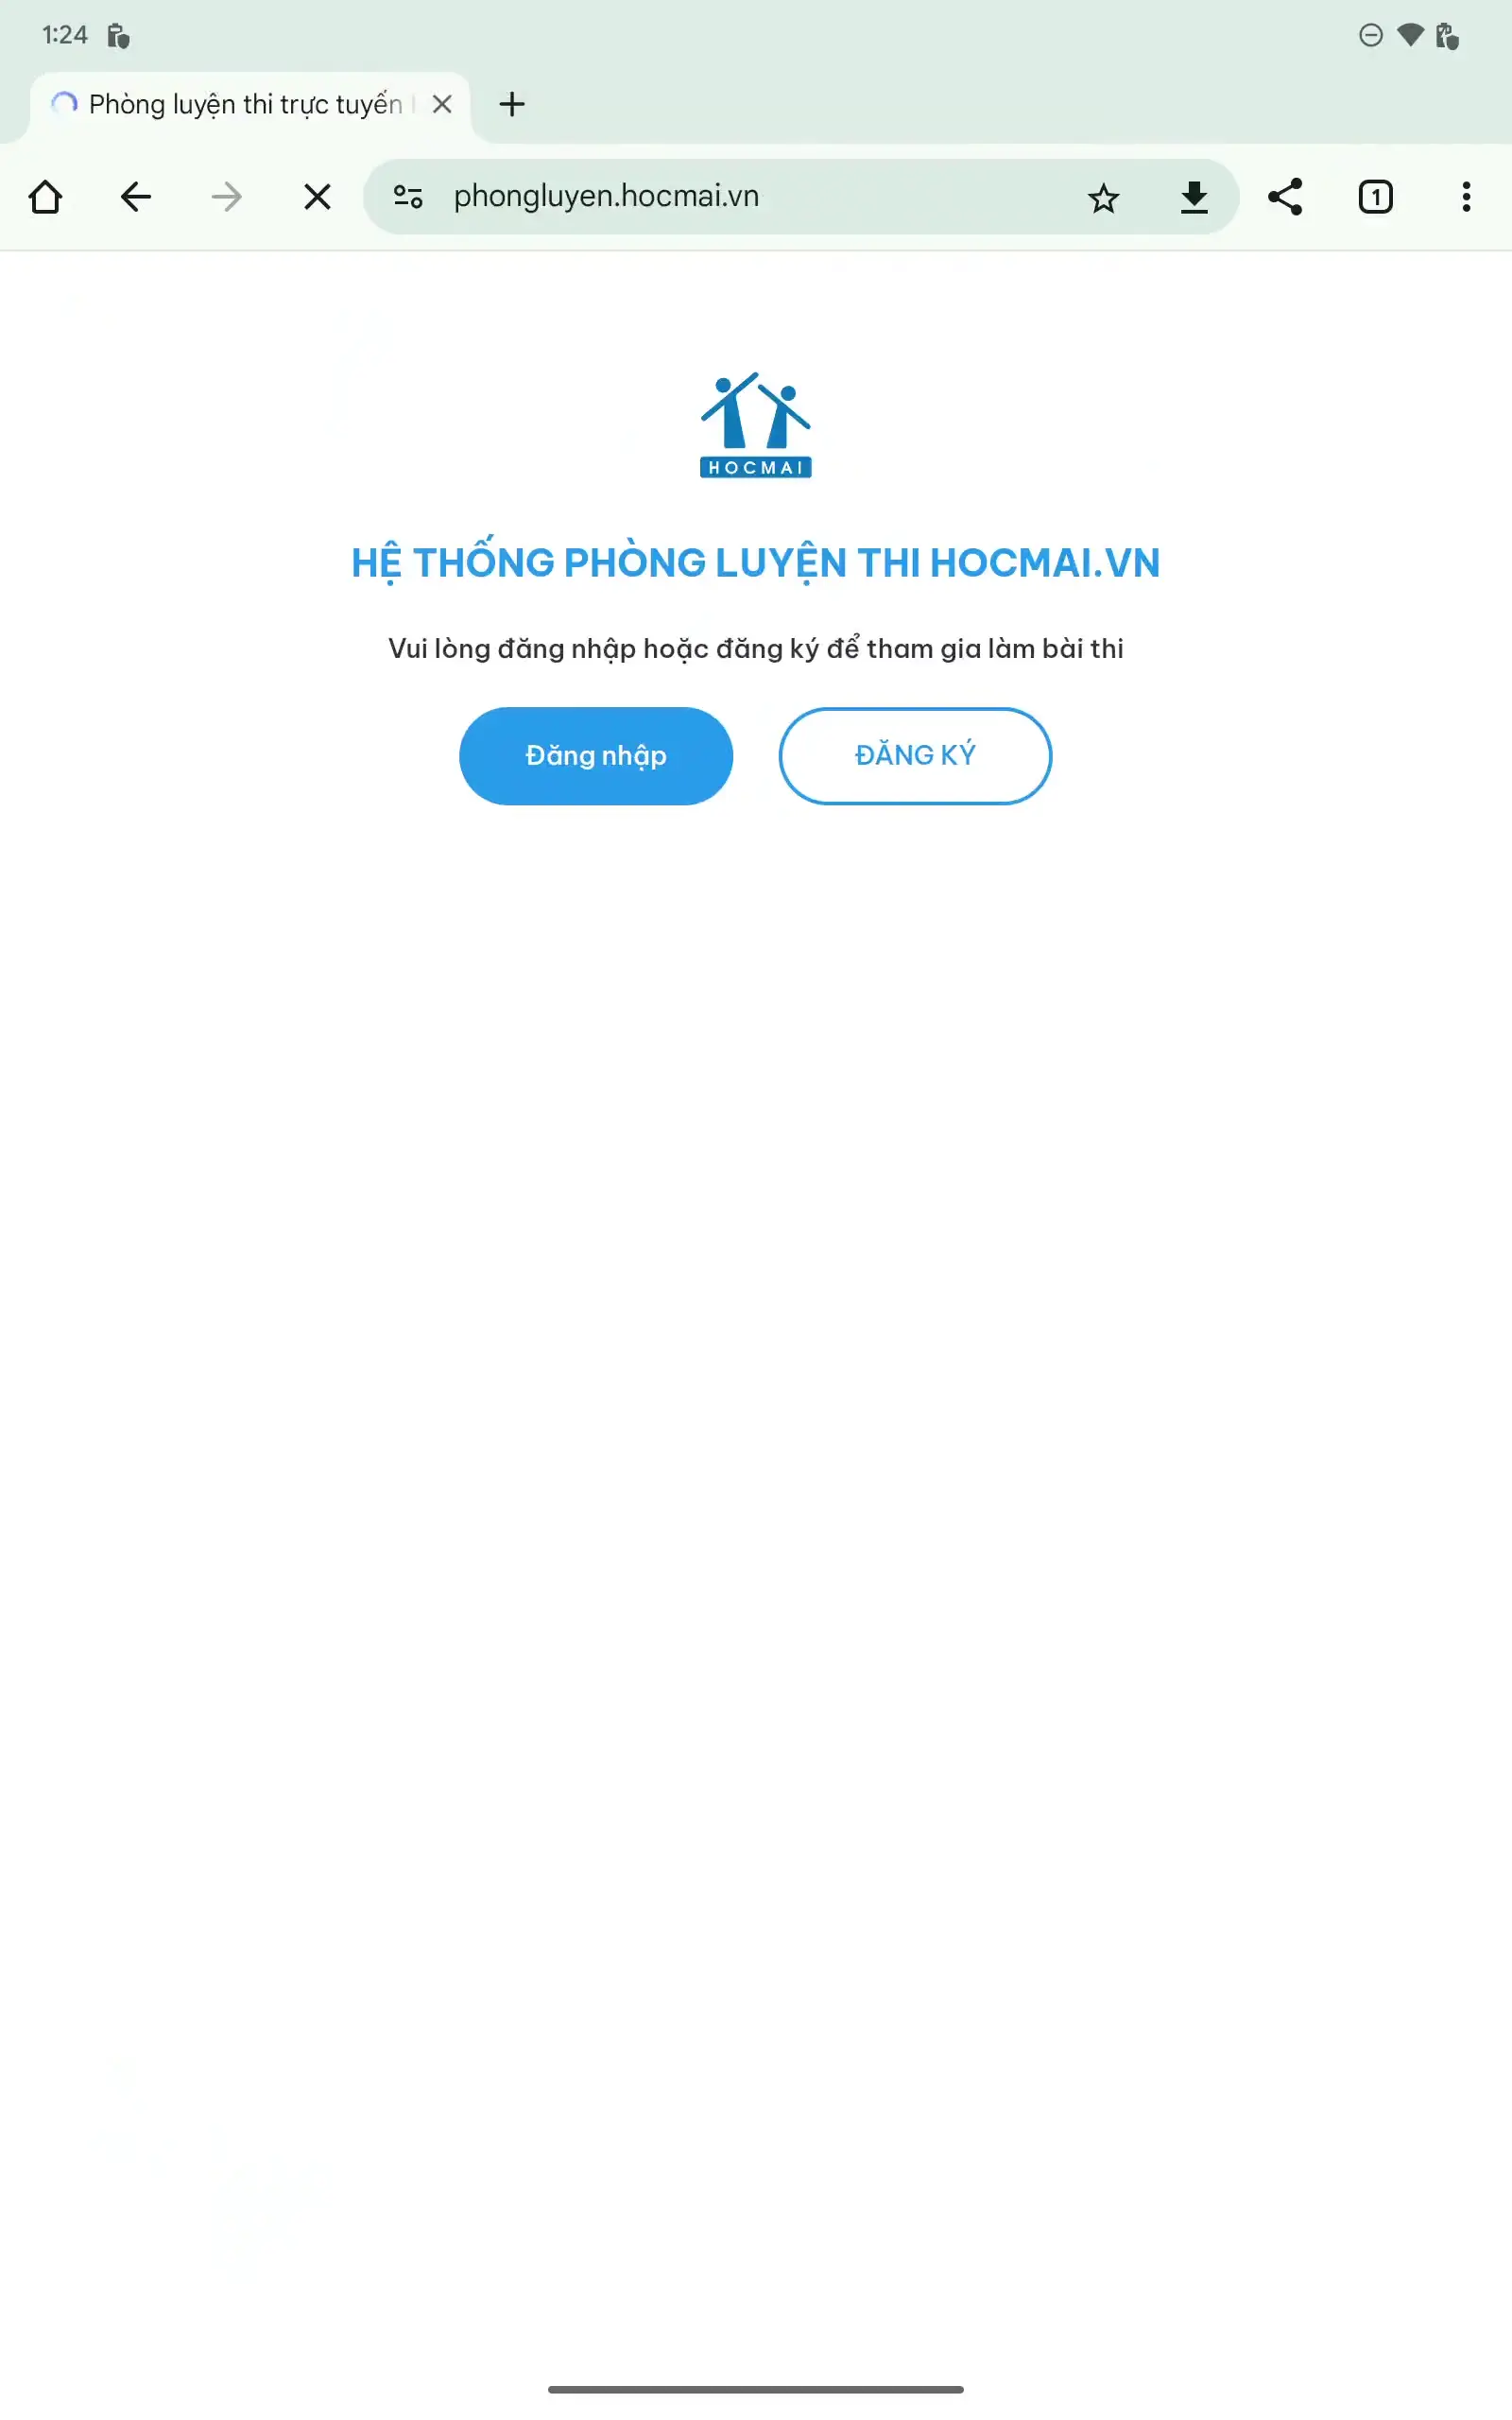 1:24
Phòng luyện thi trực tuyến
phongluyen.hocmai.vn
1
HOCMAI
HỆ THỐNG PHÒNG LUYỆN THI HOCMAI.VN
Vui lòng đăng nhập hoặc đăng ký để tham gia làm bài thi
Đăng nhập
ĐĂNG KÝ